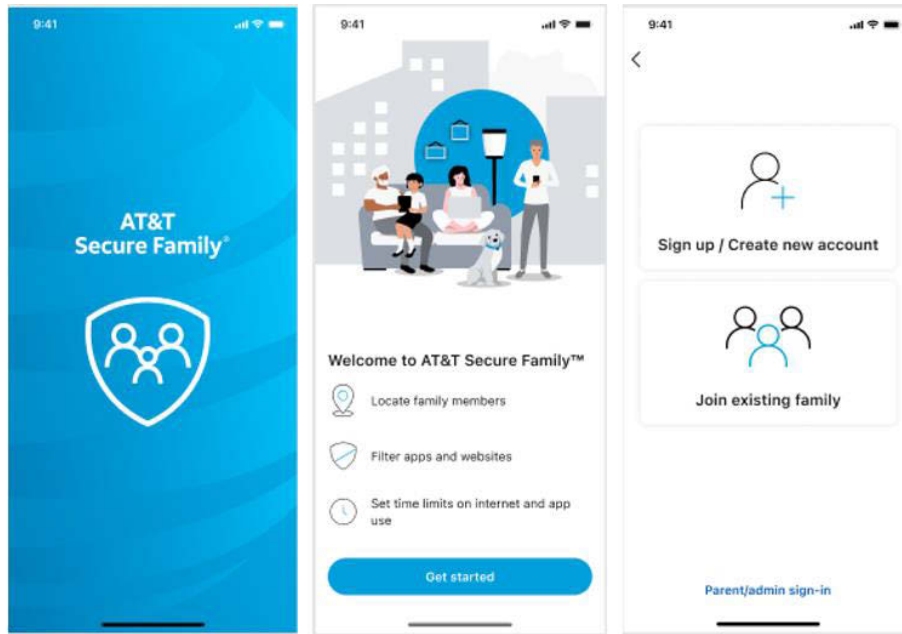 9:41
AT&T
Secure Family®
9:41
Welcome to AT&T Secure Family™
Locate family members
Filter apps and websites
Set time limits on internet and app
use
Get started
9:41
Sign up / Create new account
Join existing family
Parent/admin sign-in